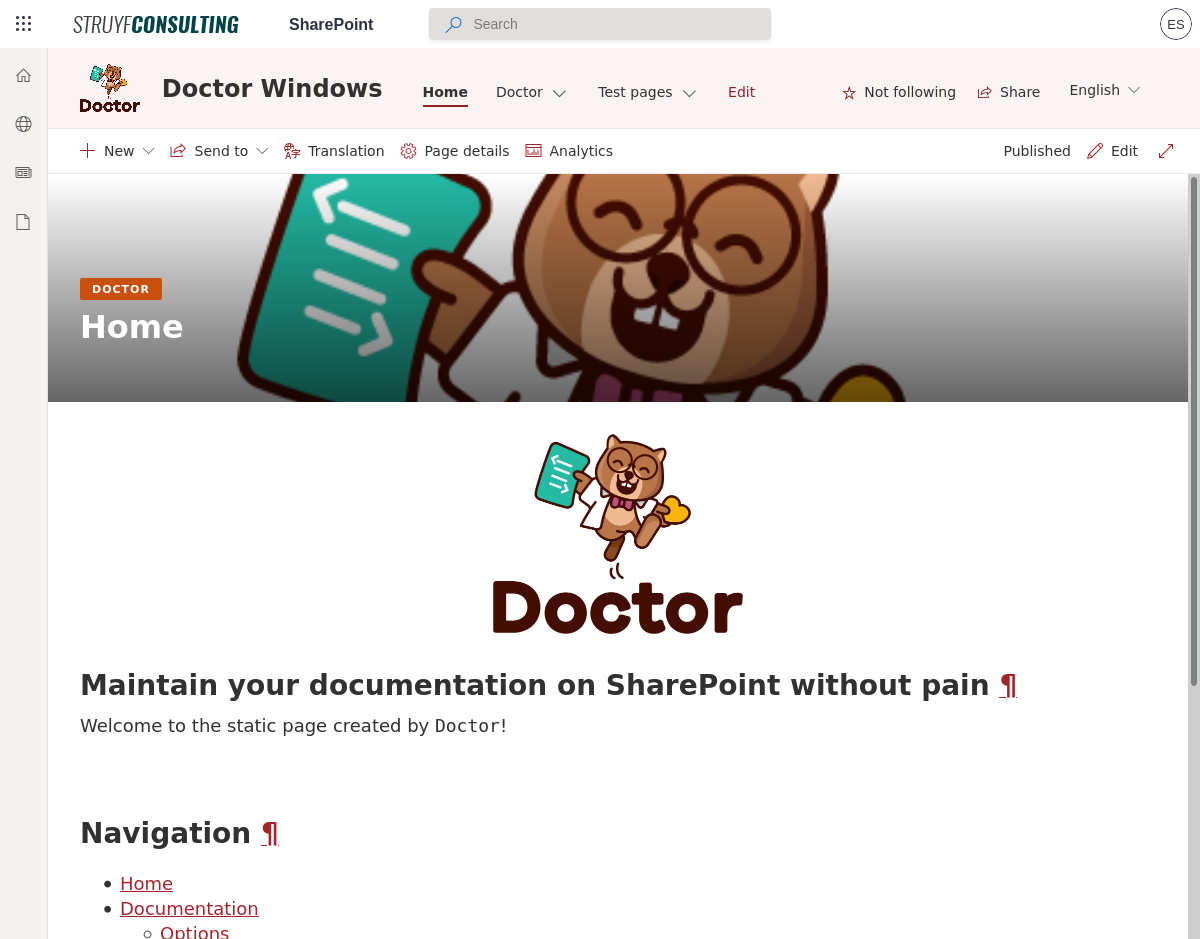 STRUYFCONSULTING SharePoint Search ES
Doctor
Doctor Windows Home Doctor Test pages Edit Not following Share English
New Send to Translation Page details Analytics Published Edit
DOCTOR
Home
Doctor
Maintain your documentation on SharePoint without pain ¶
Welcome to the static page created by Doctor!
Navigation ¶
Home
Documentation
Options